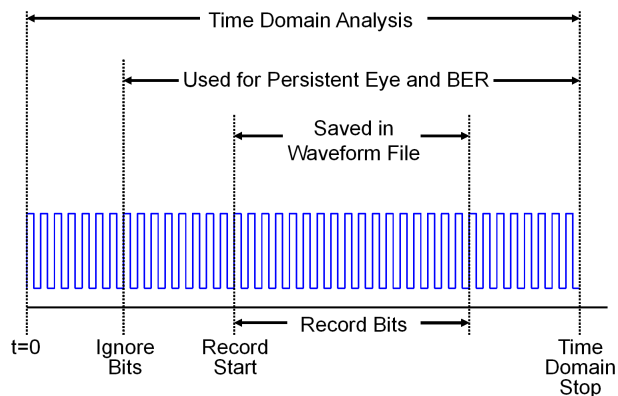 Time Domain Analysis
Used for Persistent Eye and BER
Saved in
Waveform File
Record Bits
t=0
Ignore
Bits
Record
Start
Time
Domain
Stop